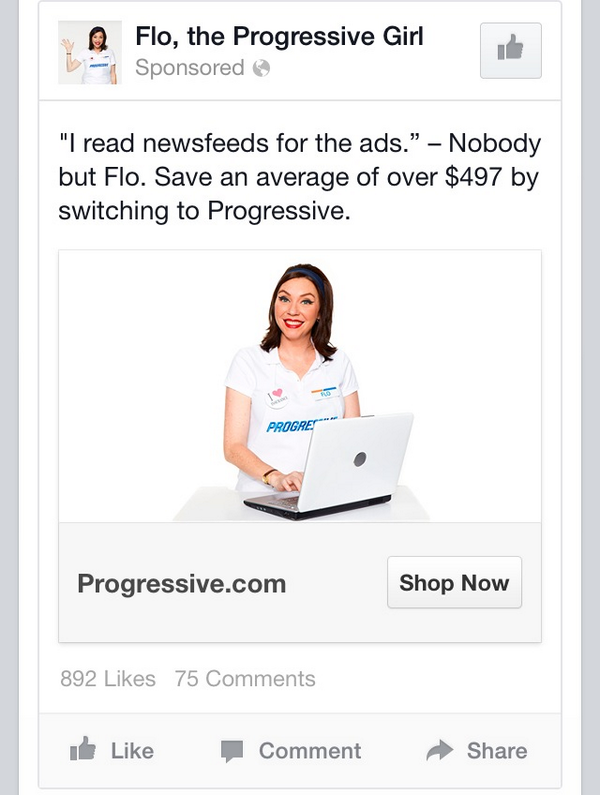 Flo, the Progressive Girl
Sponsored
"I read newsfeeds for the ads.” – Nobody
but Flo. Save an average of over $497 by
switching to Progressive.
I
FLO
PROGRE
Progressive.com
Shop Now
892 Likes 75 Comments
Like Comment Share